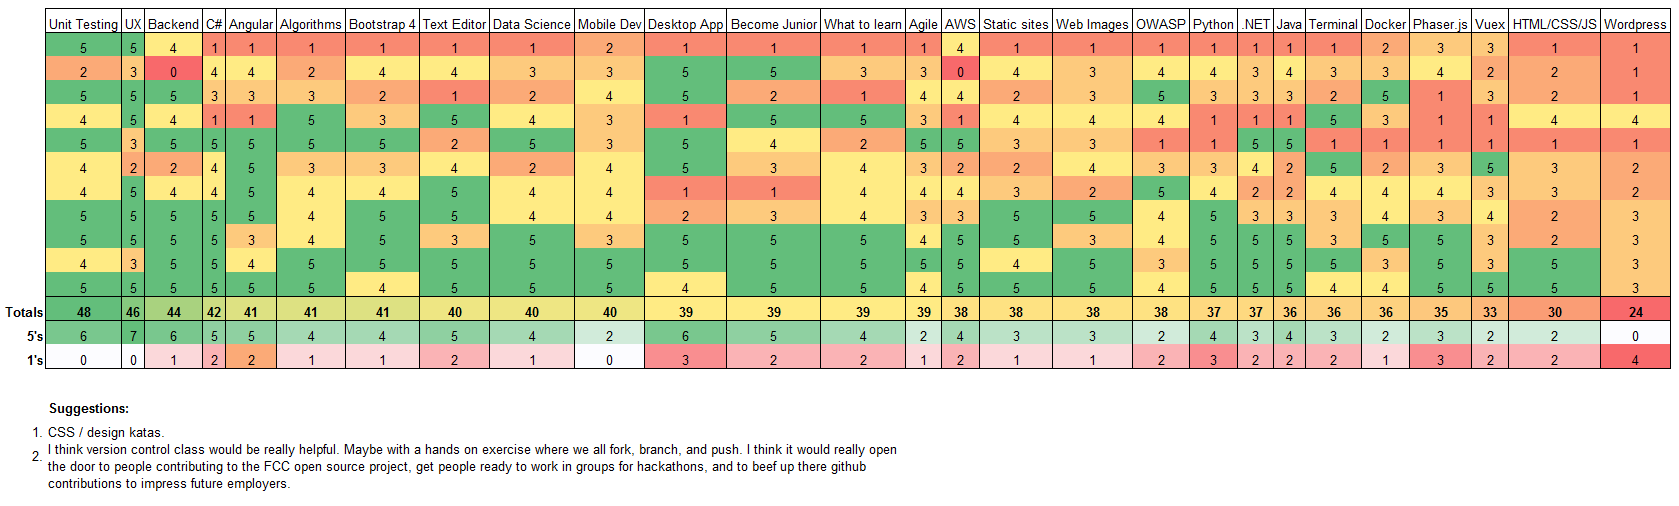 Unit Testing UX Backend C# Angular Algorithms Bootstrap 4 Text Editor Data Science Mobile Dev Desktop App Become Junior What to learn Agile AWS Static sites Web Images OWASP Python .NET Java Terminal Docker Phaser.js Vuex HTML/CSS/JS Wordpress
5 5 4 1 1 1 1 1 1 2 1 1 1 1 4 1 1 1 1 1 1 1 2 3 3 1 1
2 3 0 4 4 2 4 4 3 3 5 5 3 3 0 4 3 4 4 3 4 3 3 4 2 2 1
5 5 5 3 3 3 2 1 2 4 5 2 1 4 4 2 3 5 3 3 3 2 5 1 3 2 1
4 5 4 1 1 5 3 5 4 3 1 5 5 3 1 4 4 4 1 1 1 5 3 1 1 4 4
5 3 5 5 5 5 5 2 5 3 5 4 2 5 5 3 3 1 1 5 5 1 1 1 1 1 1
4 2 2 4 5 3 3 4 2 4 5 3 4 3 2 2 4 3 3 4 2 5 4 3 5 3 2
4 5 4 4 5 4 4 5 4 4 1 1 4 4 4 3 2 5 4 2 2 4 4 4 3 3 2
5 5 5 5 5 4 5 5 4 4 2 3 4 3 3 5 5 4 5 3 3 3 4 3 4 2 3
5 5 5 5 3 4 5 3 5 3 5 5 5 4 5 5 3 4 5 5 5 3 5 5 3 2 3
4 3 5 5 4 5 5 5 5 5 5 5 5 5 5 4 5 3 5 5 5 5 3 5 3 5 3
5 5 5 5 5 5 4 5 5 5 4 5 5 4 5 5 5 4 5 5 5 4 4 5 5 5 3
Totals 48 46 44 42 41 41 41 40 40 40 39 39 39 39 38 38 38 38 37 37 36 36 36 35 33 30 24
5's 6 7 6 5 5 4 4 5 4 2 6 5 4 2 4 3 3 2 4 3 4 3 2 3 2 2 0
1's 0 0 1 2 2 1 1 2 1 0 3 2 2 1 2 1 1 2 3 2 2 2 1 3 2 2 4
Suggestions:
1. CSS / design katas.
2. I think version control class would be really helpful. Maybe with a hands on exercise where we all fork, branch, and push. I think it would really open
the door to people contributing to the FCC open source project, get people ready to work in groups for hackathons, and to beef up there github
contributions to impress future employers.